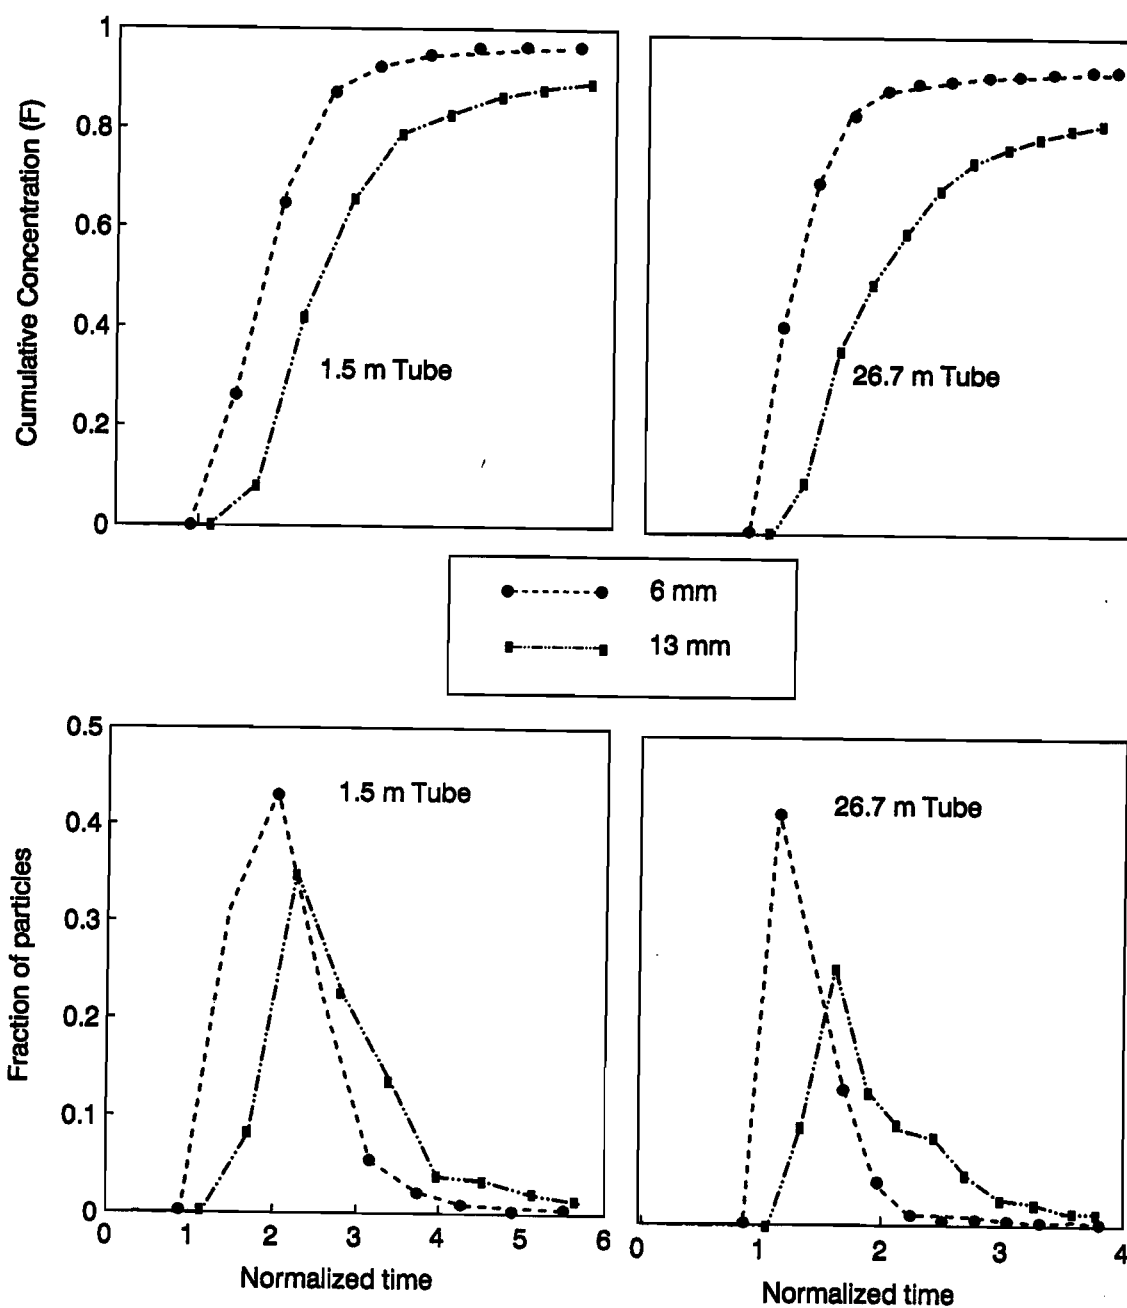 1
0.8
0.6
0.4
0.2
0
Cumulative Concentration (F)
1.5 m Tube
26.7 m Tube
6 mm
13 mm
0.5
0.4
0.3
0.2
0.1
0
Fraction of particles
1.5 m Tube
26.7 m Tube
0 1 2 3 4 5 6
0 1 2 3 4
Normalized time
Normalized time